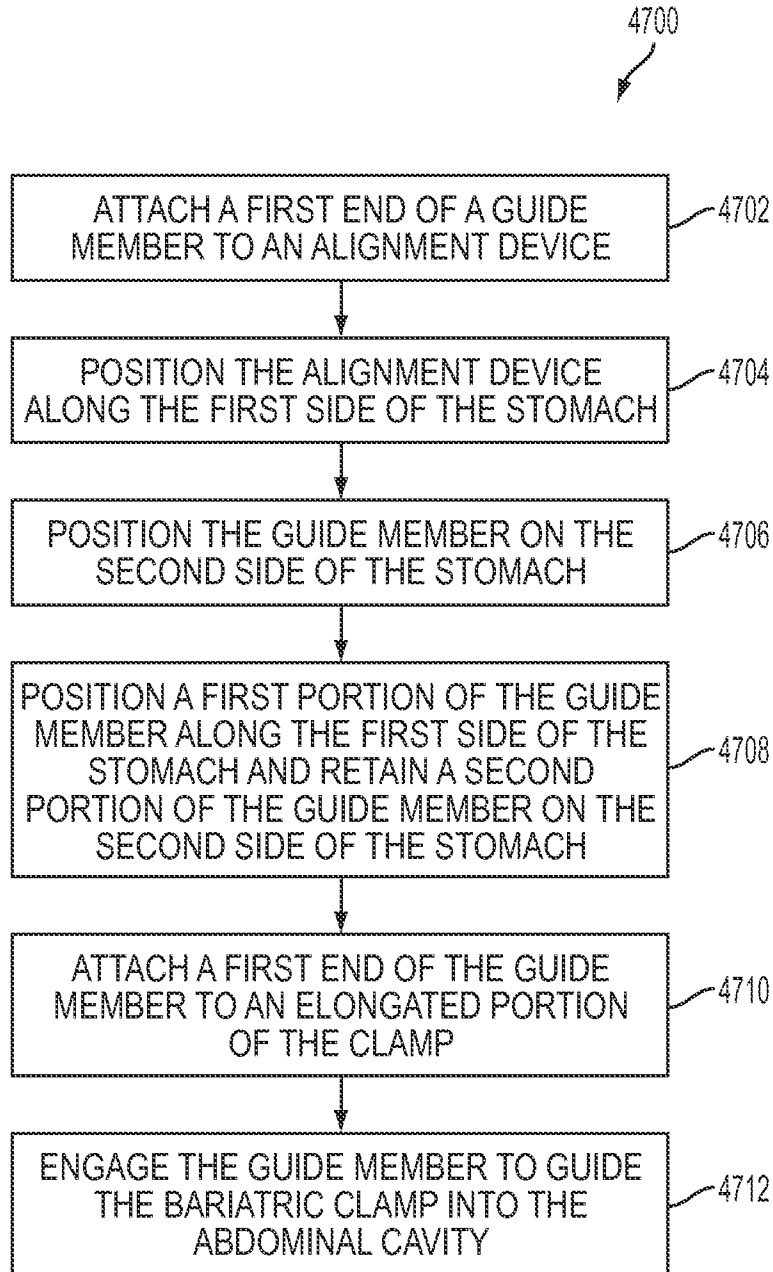 4700
ATTACH A FIRST END OF A GUIDE
MEMBER TO AN ALIGNMENT DEVICE
4702
POSITION THE ALIGNMENT DEVICE
ALONG THE FIRST SIDE OF THE STOMACH
4704
POSITION THE GUIDE MEMBER ON THE
SECOND SIDE OF THE STOMACH
4706
POSITION A FIRST PORTION OF THE GUIDE
MEMBER ALONG THE FIRST SIDE OF THE
STOMACH AND RETAIN A SECOND
PORTION OF THE GUIDE MEMBER ON THE
SECOND SIDE OF THE STOMACH
4708
ATTACH A FIRST END OF THE GUIDE
MEMBER TO AN ELONGATED PORTION
OF THE CLAMP
4710
ENGAGE THE GUIDE MEMBER TO GUIDE
THE BARIATRIC CLAMP INTO THE
ABDOMINAL CAVITY
4712